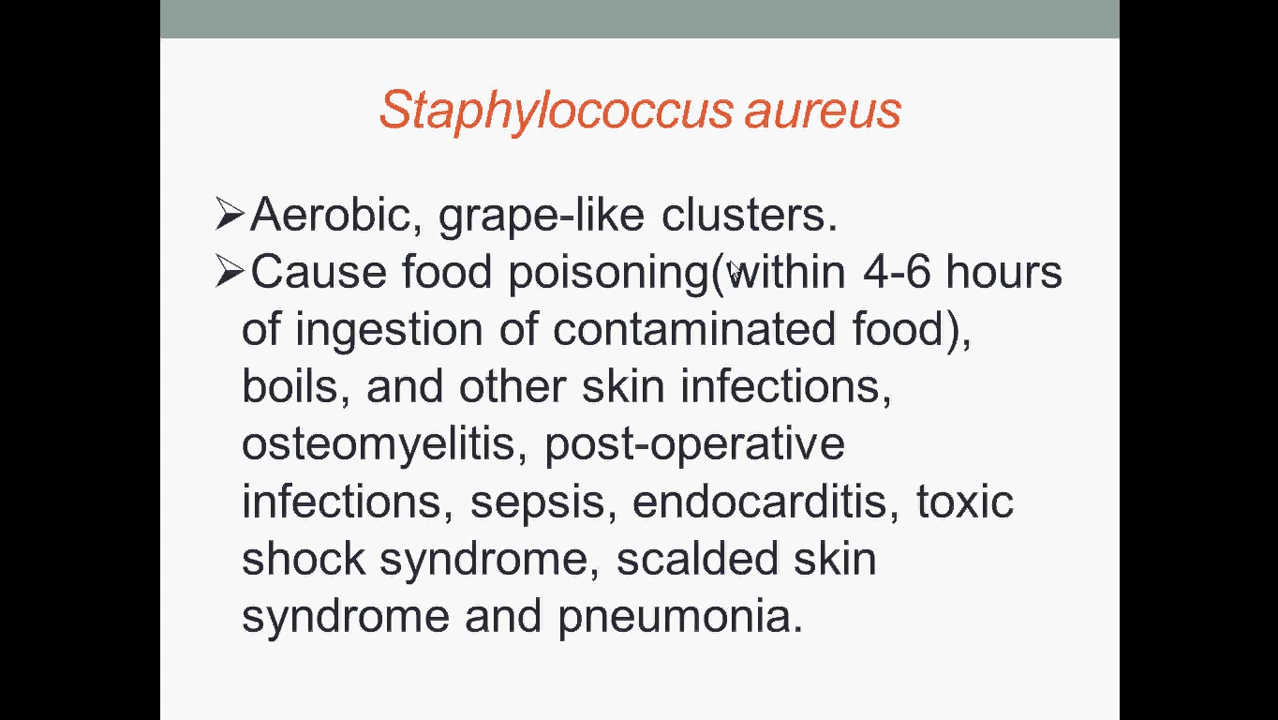 Staphylococcus aureus
➢Aerobic, grape-like clusters.
➢Cause food poisoning(within 4-6 hours
of ingestion of contaminated food),
boils, and other skin infections,
osteomyelitis, post-operative
infections, sepsis, endocarditis, toxic
shock syndrome, scalded skin
syndrome and pneumonia.